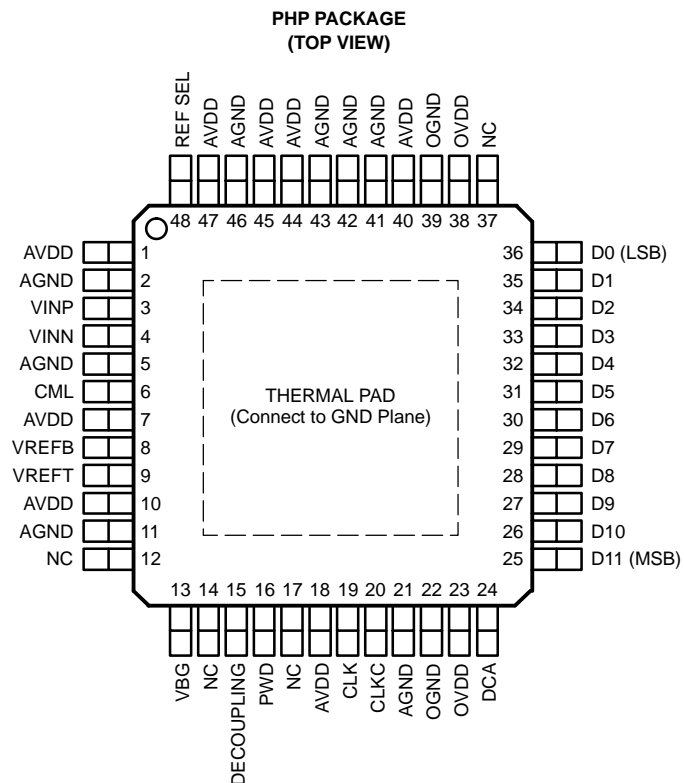 PHP PACKAGE
(TOP VIEW)
REF SEL
AVDD
AGND
AVDD
AVDD
AGND
AGND
AGND
AVDD
OGND
OVDD
NC
48 47 46 45 44 43 42 41 40 39 38 37
AVDD 1
AGND 2
VINP 3
VINN 4
AGND 5
CML 6
AVDD 7
VREFB 8
VREFT 9
AVDD 10
AGND 11
NC 12
THERMAL PAD
(Connect to GND Plane)
36 D0 (LSB)
35 D1
34 D2
33 D3
32 D4
31 D5
30 D6
29 D7
28 D8
27 D9
26 D10
25 D11 (MSB)
13 14 15 16 17 18 19 20 21 22 23 24
VBG
NC
DECOUPLING
PWD
NC
AVDD
CLK
CLKC
AGND
OGND
OVDD
DCA